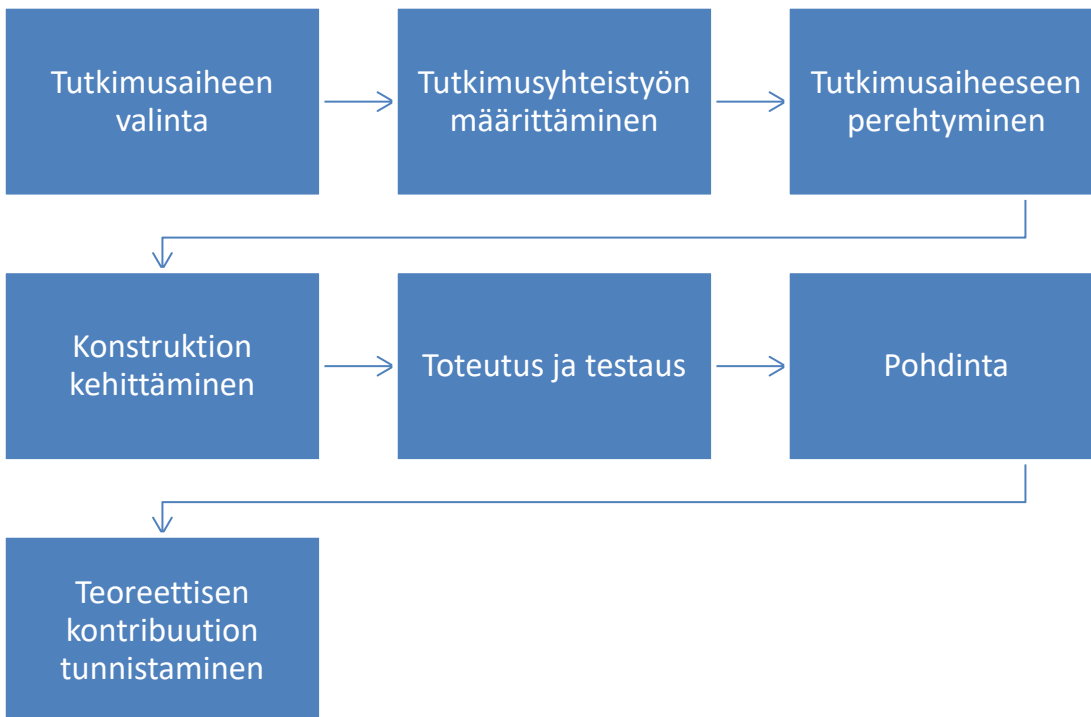 Tutkimusaiheen
valinta
Tutkimusyhteistyön
määrittäminen
Tutkimusaiheeseen
perehtyminen
Konstruktion
kehittäminen
Toteutus ja testaus
Pohdinta
Teoreettisen
kontribuution
tunnistaminen